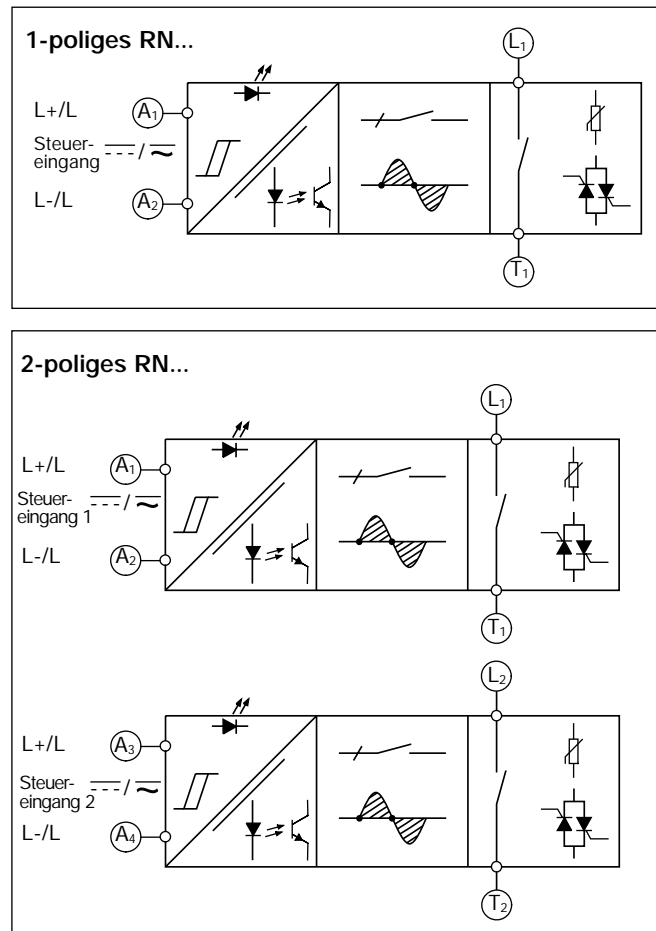 1-poliges RN...
L1
L+/L
A1
Steuer-
eingang
/
L-/L
A2
T1
2-poliges RN...
L1
L+/L
A1
Steuer-
eingang 1
/
L-/L
A2
T1
L2
L+/L
A3
Steuer-
eingang 2
/
L-/L
A4
T2